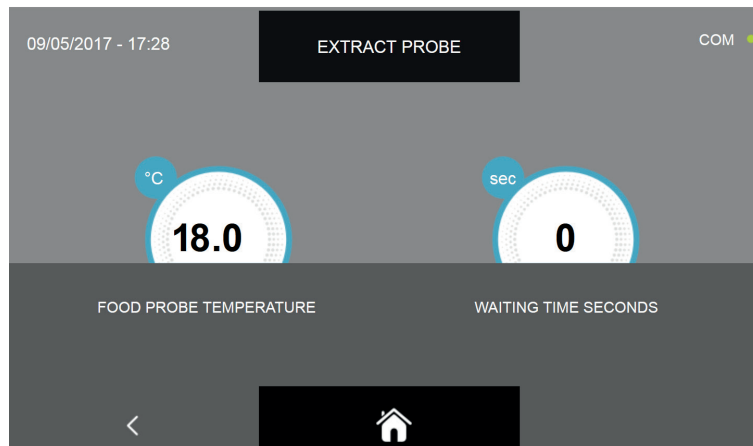 09/05/2017 - 17:28
EXTRACT PROBE
COM
°C
sec
18.0
0
FOOD PROBE TEMPERATURE
WAITING TIME SECONDS